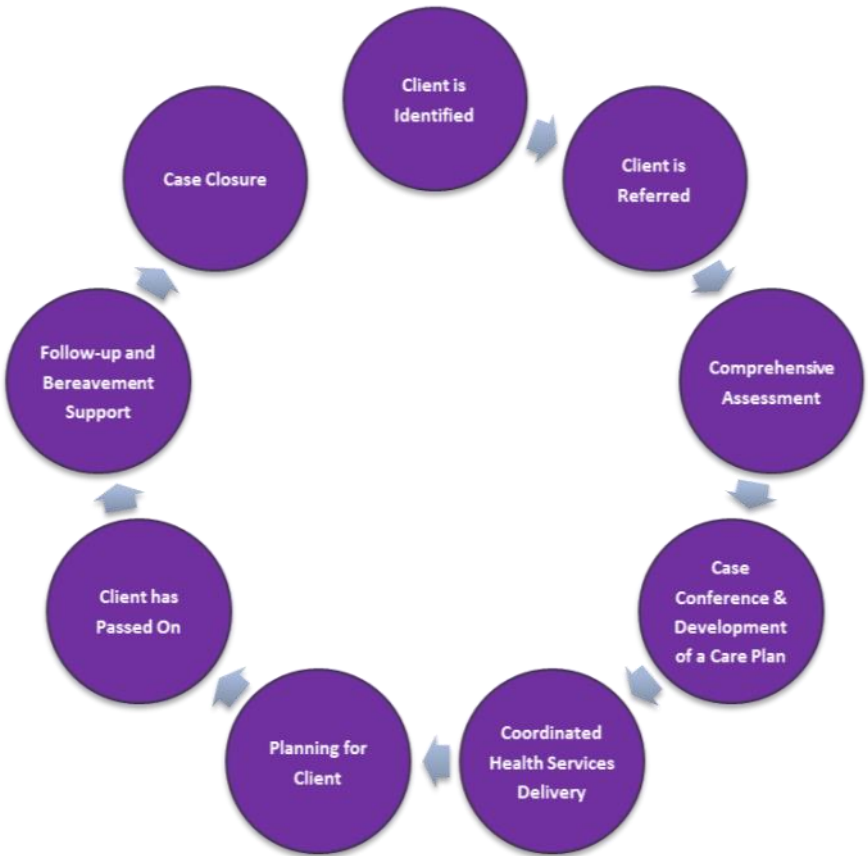 Client is
Identified
Client is
Referred
Comprehensive
Assessment
Case
Conference &
Development
of a Care Plan
Coordinated
Health Services
Delivery
Planning for
Client
Client has
Passed On
Follow-up and
Bereavement
Support
Case Closure